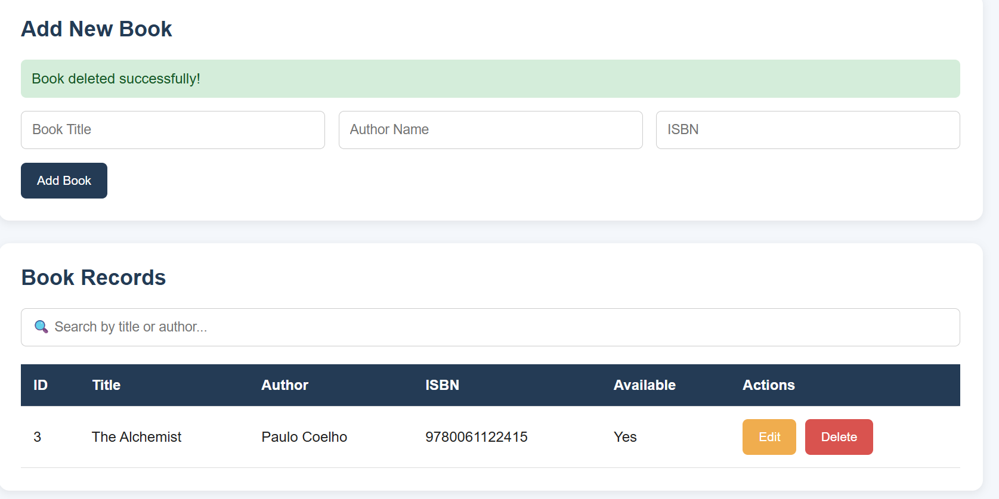 Add New Book
Book deleted successfully!
Book Title Author Name ISBN
Add Book
Book Records
🔍 Search by title or author...
ID Title Author ISBN Available Actions
3 The Alchemist Paulo Coelho 9780061122415 Yes Edit Delete